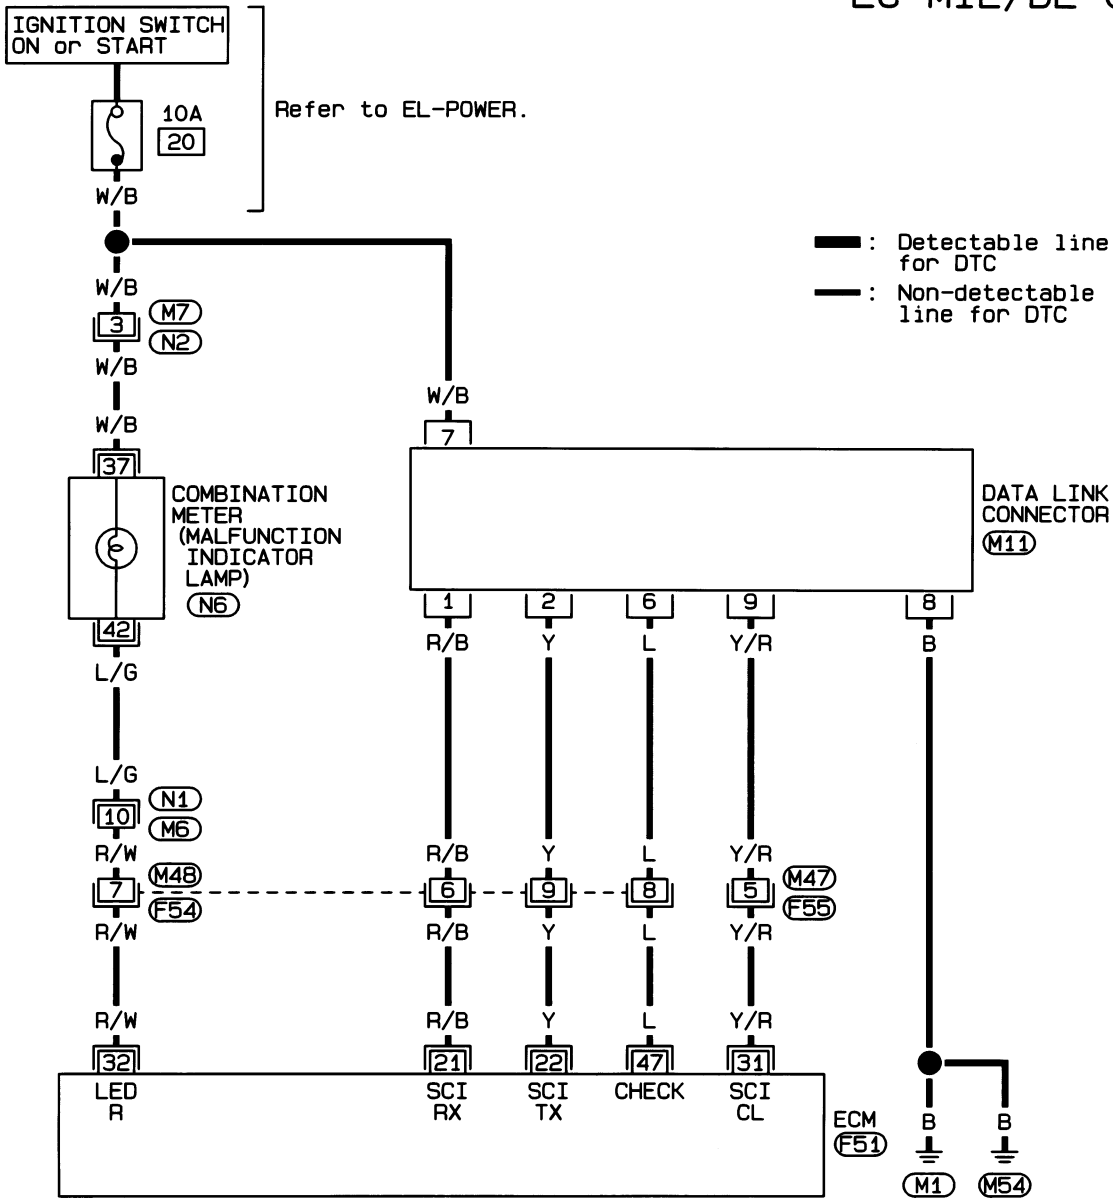 EC-MIL/DL-
IGNITION SWITCH
ON or START
10A
20
Refer to EL-POWER.
W/B
: Detectable line
for DTC
: Non-detectable
line for DTC
W/B
3
M7
N2
W/B
W/B
W/B
37
7
COMBINATION
METER
(MALFUNCTION
INDICATOR
LAMP)
N6
DATA LINK
CONNECTOR
M11
42
1
2
6
9
8
L/G
R/B
Y
L
Y/R
B
L/G
10
N1
M6
R/W
R/B
Y
L
Y/R
7
M48
F54
6
9
8
5
M47
F55
R/W
R/B
Y
L
Y/R
R/W
R/B
Y
L
Y/R
32
21
22
47
31
LED
R
SCI
RX
SCI
TX
CHECK
SCI
CL
ECM
F51
B
B
M1
M54